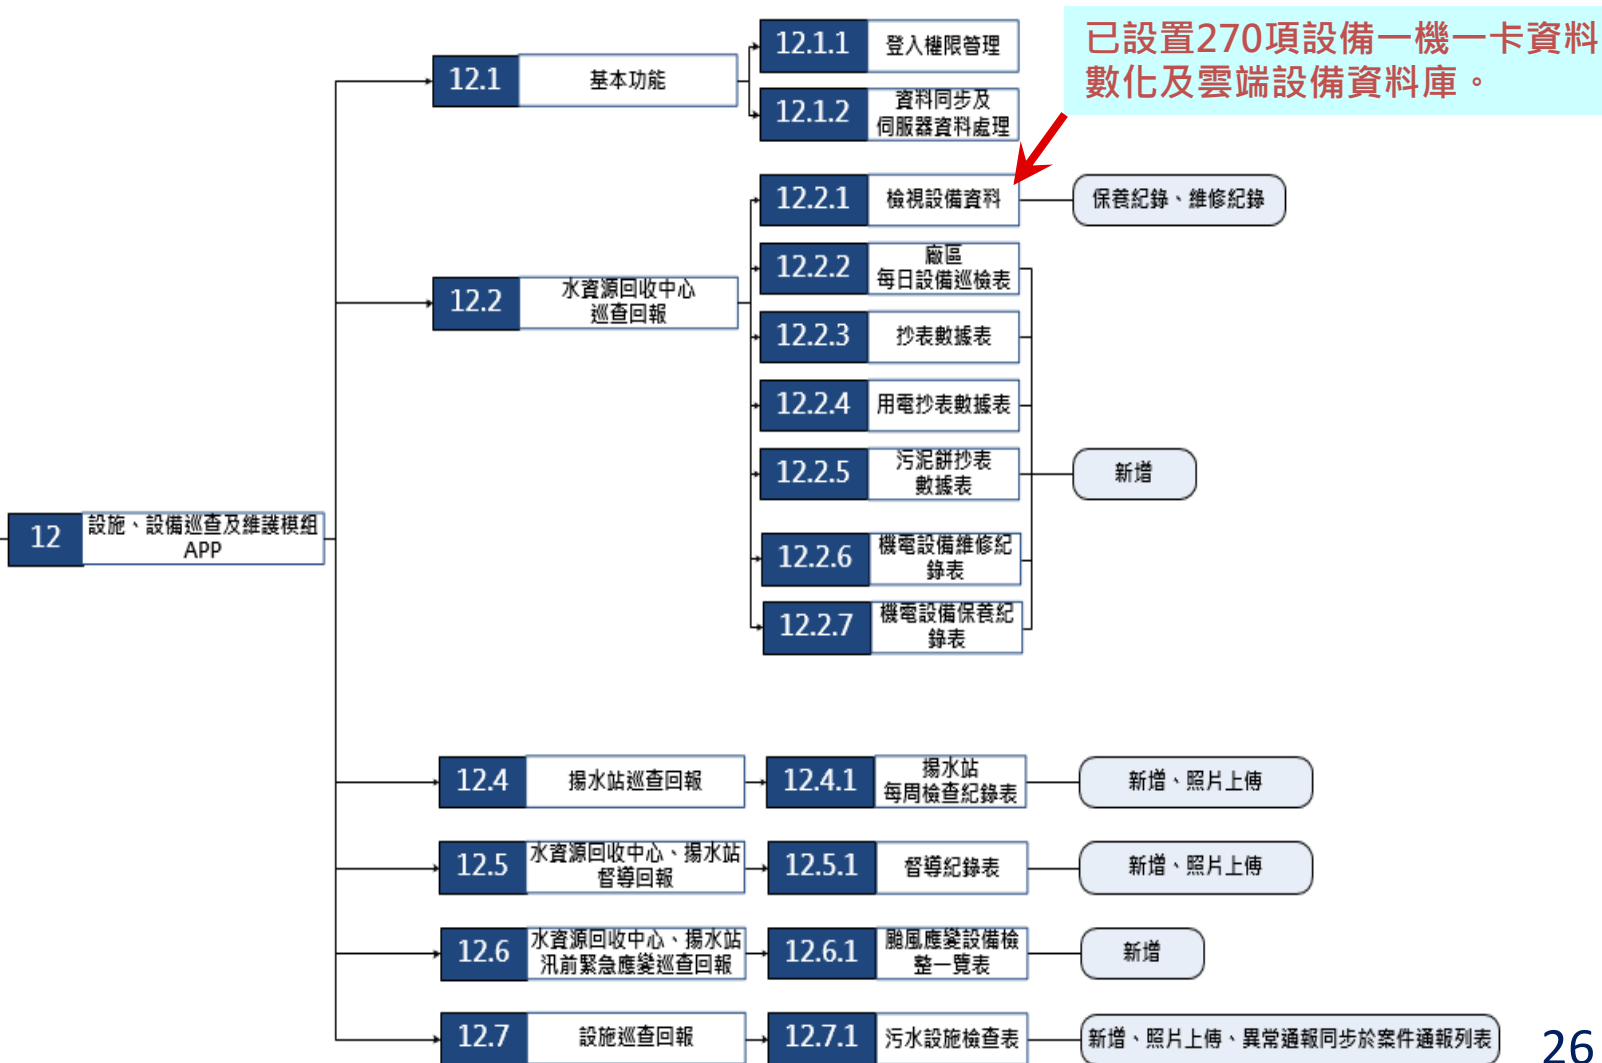 已設置270項設備一機一卡資料
數化及雲端設備資料庫。
12
設施、設備巡查及維護模組
APP
12.1
基本功能
12.1.1
登入權限管理
12.1.2
資料同步及
伺服器資料處理
12.2
水資源回收中心
巡查回報
12.2.1
檢視設備資料
保養紀錄、維修紀錄
12.2.2
廠區
每日設備巡檢表
12.2.3
抄表數據表
12.2.4
用電抄表數據表
12.2.5
污泥餅抄表
數據表
新增
12.2.6
機電設備維修紀
錄表
12.2.7
機電設備保養紀
錄表
12.4
揚水站巡查回報
12.4.1
揚水站
每周檢查紀錄表
新增、照片上傳
12.5
水資源回收中心、揚水站
督導回報
12.5.1
督導紀錄表
新增、照片上傳
12.6
水資源回收中心、揚水站
汛前緊急應變巡查回報
12.6.1
颱風應變設備檢
整一覽表
新增
12.7
設施巡查回報
12.7.1
污水設施檢查表
新增、照片上傳、異常通報同步於案件通報列表
26